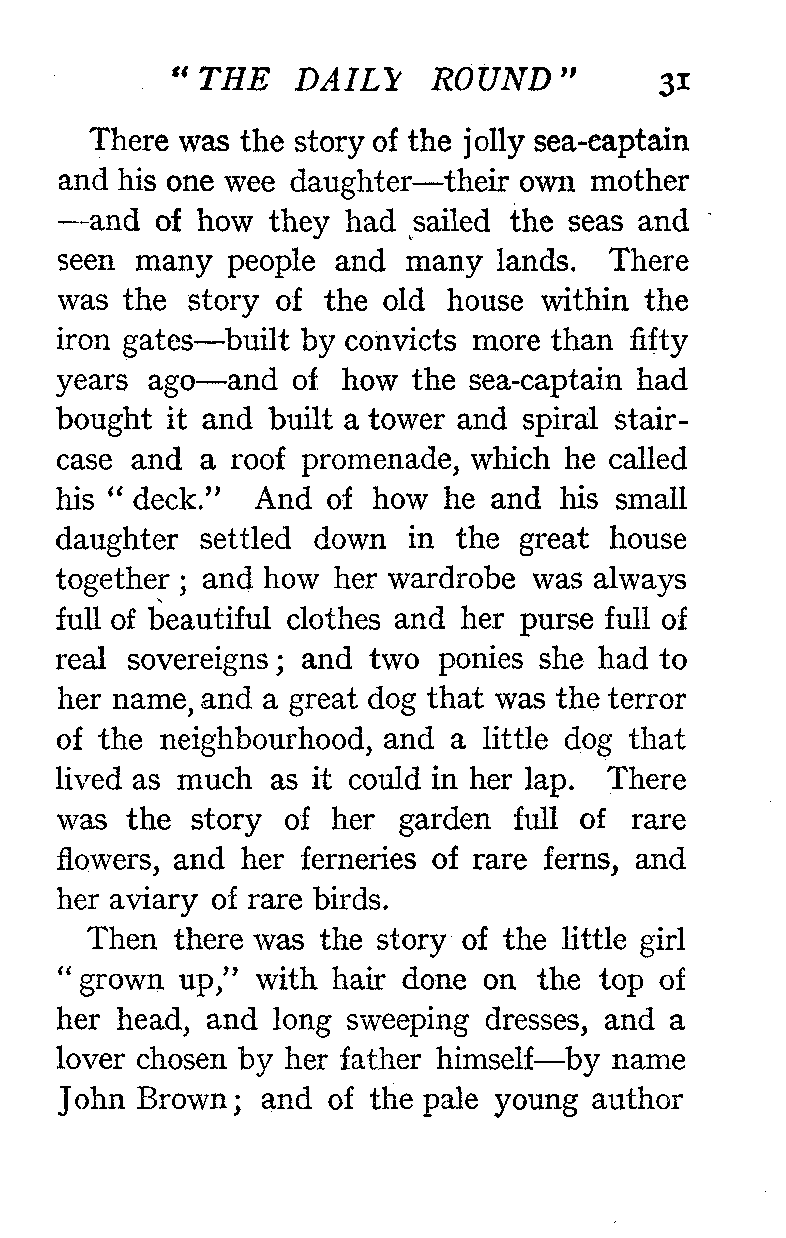 "THE DAILY ROUND" 31
There was the story of the jolly sea-captain
and his one wee daughter—their own mother
—and of how they had sailed the seas and
seen many people and many lands. There
was the story of the old house within the
iron gates—built by convicts more than fifty
years ago—and of how the sea-captain had
bought it and built a tower and spiral stair-
case and a roof promenade, which he called
his "deck." And of how he and his small
daughter settled down in the great house
together; and how her wardrobe was always
full of beautiful clothes and her purse full of
real sovereigns; and two ponies she had to
her name, and a great dog that was the terror
of the neighbourhood, and a little dog that
lived as much as it could in her lap. There
was the story of her garden full of rare
flowers, and her ferneries of rare ferns, and
her aviary of rare birds.
Then there was the story of the little girl
"grown up," with hair done on the top of
her head, and long sweeping dresses, and a
lover chosen by her father himself—by name
John Brown; and of the pale young author